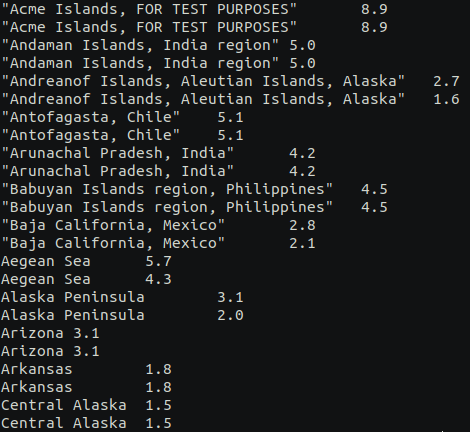 "Acme Islands, FOR TEST PURPOSES"	8.9
"Acme Islands, FOR TEST PURPOSES"	8.9
"Andaman Islands, India region"	5.0
"Andaman Islands, India region"	5.0
"Andreanof Islands, Aleutian Islands, Alaska"	2.7
"Andreanof Islands, Aleutian Islands, Alaska"	1.6
"Antofagasta, Chile"	5.1
"Antofagasta, Chile"	5.1
"Arunachal Pradesh, India"	4.2
"Arunachal Pradesh, India"	4.2
"Babuyan Islands region, Philippines"	4.5
"Babuyan Islands region, Philippines"	4.5
"Baja California, Mexico"	2.8
"Baja California, Mexico"	2.1
Aegean Sea	5.7
Aegean Sea	4.3
Alaska Peninsula	3.1
Alaska Peninsula	2.0
Arizona	3.1
Arizona	3.1
Arkansas	1.8
Arkansas	1.8
Central Alaska	1.5
Central Alaska	1.5